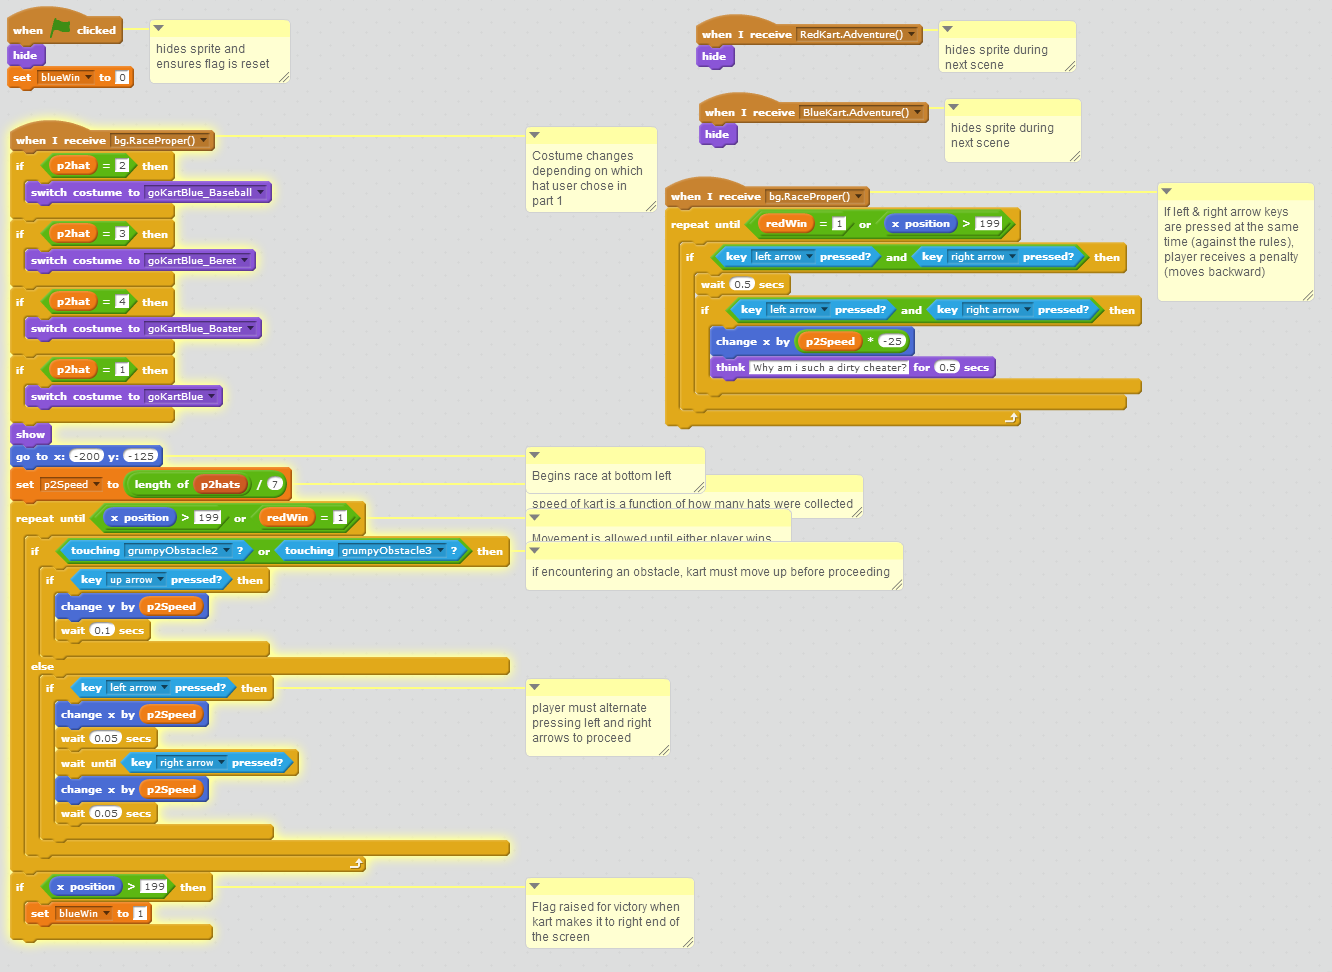 when clicked
hide
set blueWin to 0
hides sprite and
ensures flag is reset
when I receive bg.RaceProper()
if p2hat = 2 then
switch costume to goKartBlue_Baseball
if p2hat = 3 then
switch costume to goKartBlue_Beret
if p2hat = 4 then
switch costume to goKartBlue_Boater
if p2hat = 1 then
switch costume to goKartBlue
show
go to x: -200 y: -125
set p2Speed to length of p2hats / 7
repeat until x position > 199 or redWin = 1
if touching grumpyObstacle2 ? or touching grumpyObstacle3 ? then
if key up arrow pressed? then
change y by p2Speed
wait 0.1 secs
else
if key left arrow pressed? then
change x by p2Speed
wait 0.05 secs
wait until key right arrow pressed?
change x by p2Speed
wait 0.05 secs
if x position > 199 then
set blueWin to 1
Costume changes
depending on which
hat user chose in
part 1
Begins race at bottom left
speed of kart is a function of how many hats were collected
Movement is allowed until either player wins
if encountering an obstacle, kart must move up before proceeding
player must alternate
pressing left and right
arrows to proceed
Flag raised for victory when
kart makes it to right end of
the screen
when I receive RedKart.Adventure()
hide
hides sprite during
next scene
when I receive BlueKart.Adventure()
hide
hides sprite during
next scene
when I receive bg.RaceProper()
repeat until redWin = 1 or x position > 199
if key left arrow pressed? and key right arrow pressed? then
wait 0.5 secs
if key left arrow pressed? and key right arrow pressed? then
change x by p2Speed * -25
think Why am i such a dirty cheater? for 0.5 secs
If left & right arrow keys
are pressed at the same
time (against the rules),
player receives a penalty
(moves backward)